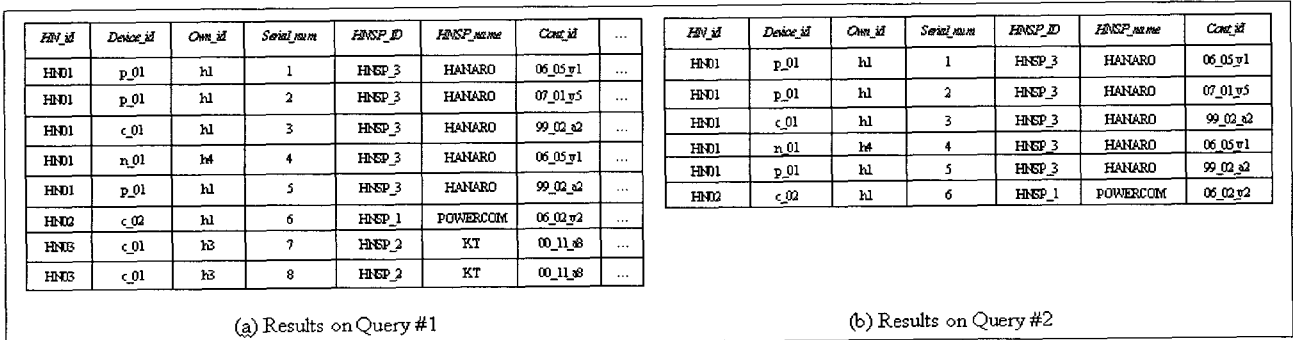 HN_id Device_id Own_id Serial_num HNSP_ID HNSP_name Cont_id ...
HN01 p_01 h1 1 HNSP_3 HANARO 06_05_v1 ...
HN01 p_01 h1 2 HNSP_3 HANARO 07_01_v5 ...
HN01 c_01 h1 3 HNSP_3 HANARO 99_02_a2 ...
HN01 n_01 h4 4 HNSP_3 HANARO 06_05_v1 ...
HN01 p_01 h1 5 HNSP_3 HANARO 99_02_a2 ...
HN02 c_02 h1 6 HNSP_1 POWERCOM 06_02_v2 ...
HN03 c_01 h3 7 HNSP_2 KT 00_11_a8 ...
HN03 c_01 h3 8 HNSP_2 KT 00_11_a8 ...
(a) Results on Query #1
HN_id Device_id Own_id Serial_num HNSP_ID HNSP_name Cont_id
HN01 p_01 h1 1 HNSP_3 HANARO 06_05_v1
HN01 p_01 h1 2 HNSP_3 HANARO 07_01_v5
HN01 c_01 h1 3 HNSP_3 HANARO 99_02_a2
HN01 n_01 h4 4 HNSP_3 HANARO 06_05_v1
HN01 p_01 h1 5 HNSP_3 HANARO 99_02_a2
HN02 c_02 h1 6 HNSP_1 POWERCOM 06_02_v2
(b) Results on Query #2